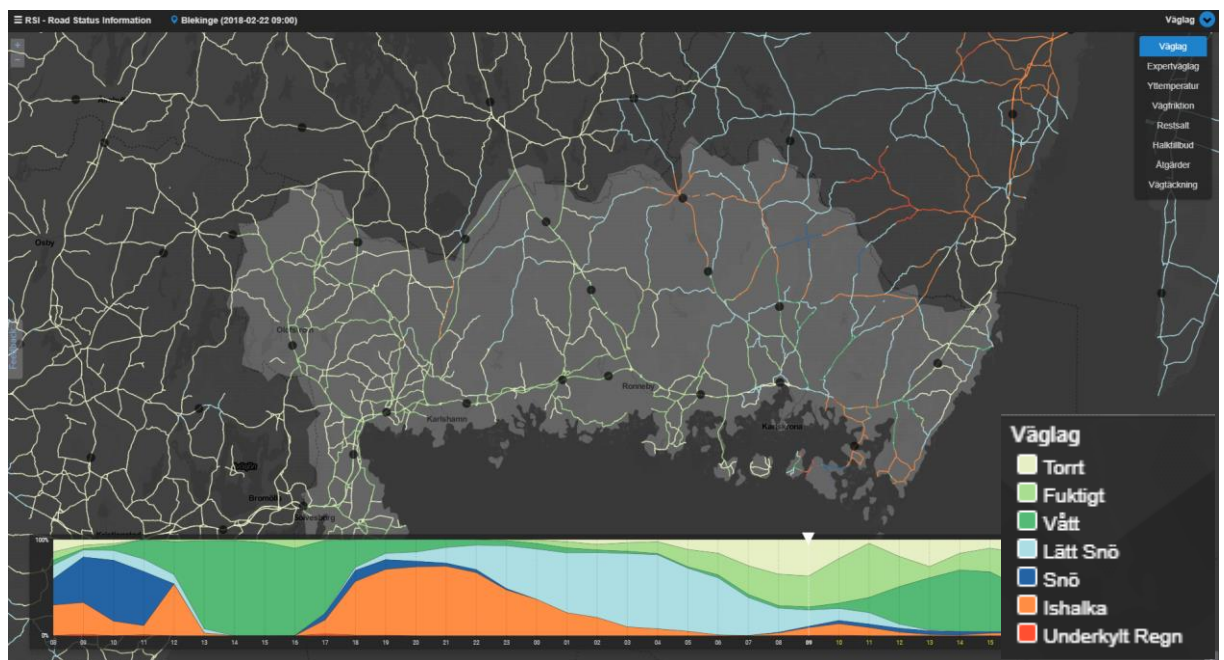 RSI - Road Status Information
Blekinge (2018-02-22 09:00)
Väglag
+
−
Väglag
Expertväglag
Yttemperatur
Vägfriktion
Restsalt
Halktillbud
Åtgärder
Vägtäckning
Osby
Olofström
Ronneby
Karlshamn
Karlskrona
Bromölla
Sölvesborg
Väglag
Torrt
Fuktigt
Vått
Lätt Snö
Snö
Ishalka
Underkylt Regn
100%
0%
08 09 10 11 12 13 14 15 16 17 18 19 20 21 22 23 00 01 02 03 04 05 06 07 08 09 10 11 12 13 14 15